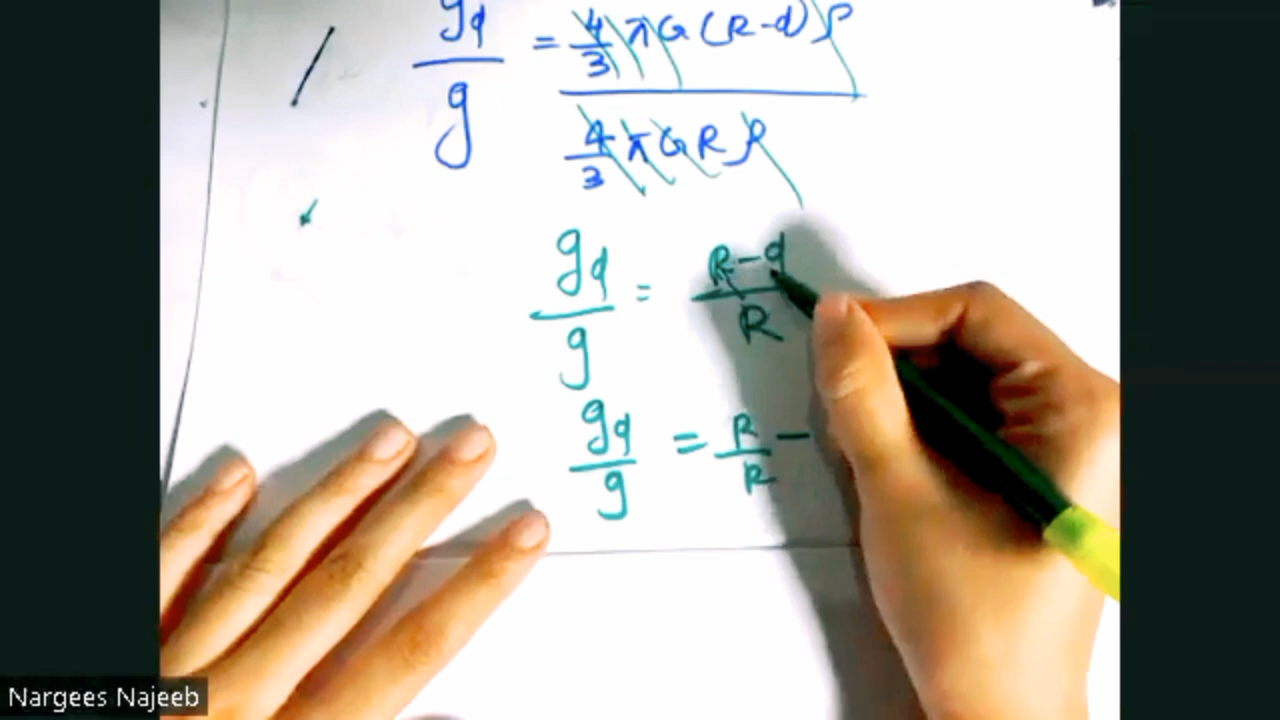 gd/g = 4/3 π G (R-d) ρ / 4/3 π G R ρ
gd/g = R-d/R
gd/g = R/R -
Nargees Najeeb